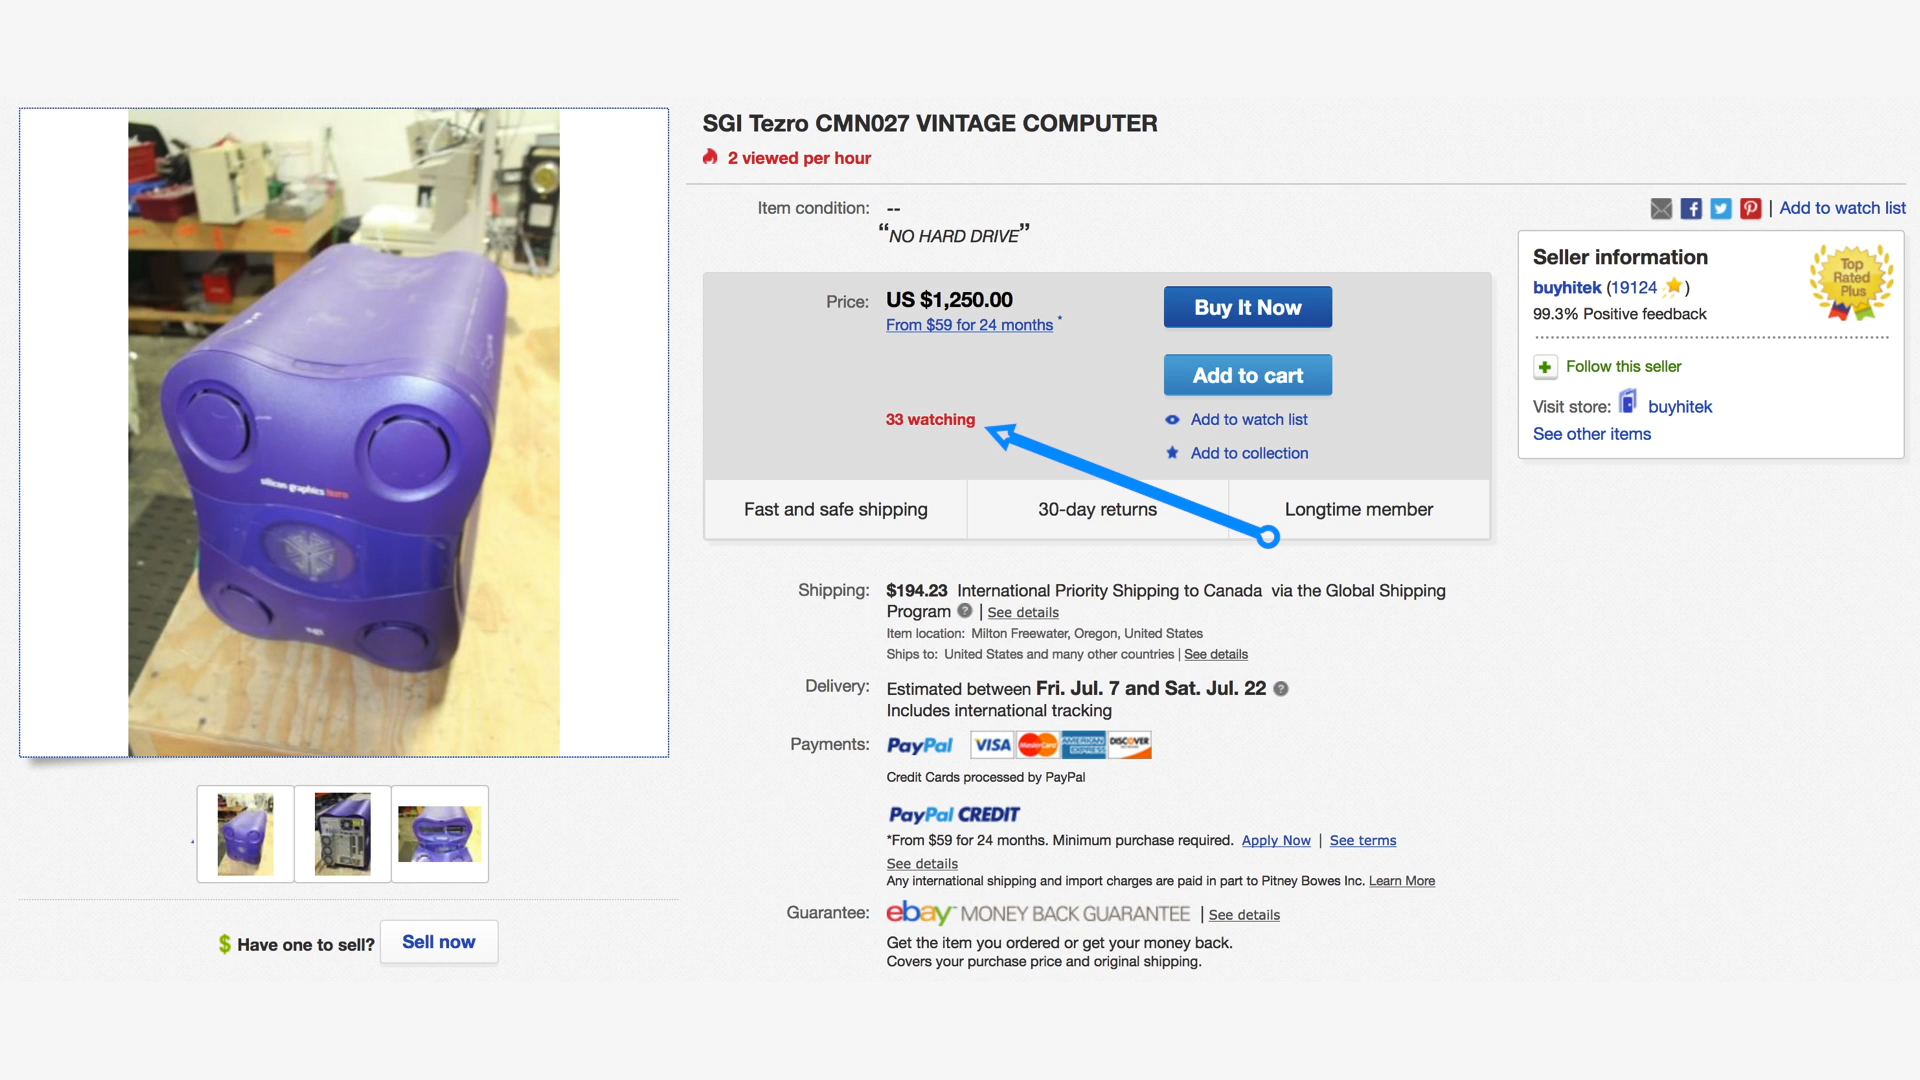 SGI Tezro CMN027 VINTAGE COMPUTER
2 viewed per hour
Item condition: --
“NO HARD DRIVE”
Price: US $1,250.00
From $59 for 24 months *
Buy It Now
Add to cart
33 watching
Add to watch list
Add to collection
Fast and safe shipping
30-day returns
Longtime member
Shipping: $194.23 International Priority Shipping to Canada via the Global Shipping
Program ? | See details
Item location: Milton Freewater, Oregon, United States
Ships to: United States and many other countries | See details
Delivery: Estimated between Fri. Jul. 7 and Sat. Jul. 22 ?
Includes international tracking
Payments: PayPal VISA MasterCard AMERICAN EXPRESS DISCOVER
Credit Cards processed by PayPal
PayPal CREDIT
*From $59 for 24 months. Minimum purchase required. Apply Now | See terms
See details
Any international shipping and import charges are paid in part to Pitney Bowes Inc. Learn More
Guarantee: ebay MONEY BACK GUARANTEE | See details
Get the item you ordered or get your money back.
Covers your purchase price and original shipping.
| Add to watch list
Seller information
buyhitek (19124)
99.3% Positive feedback
Top
Rated
Plus
Follow this seller
Visit store: buyhitek
See other items
silicon graphics tezro
sgi
$ Have one to sell? Sell now